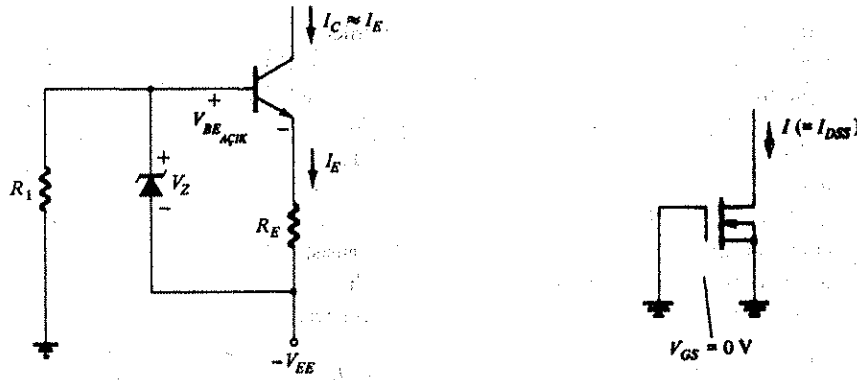 I_C ≈ I_E
+
V_BE_AÇIK
−
I_E
R_1
+
V_Z
−
R_E
−V_EE
I (= I_DSS)
V_GS = 0 V